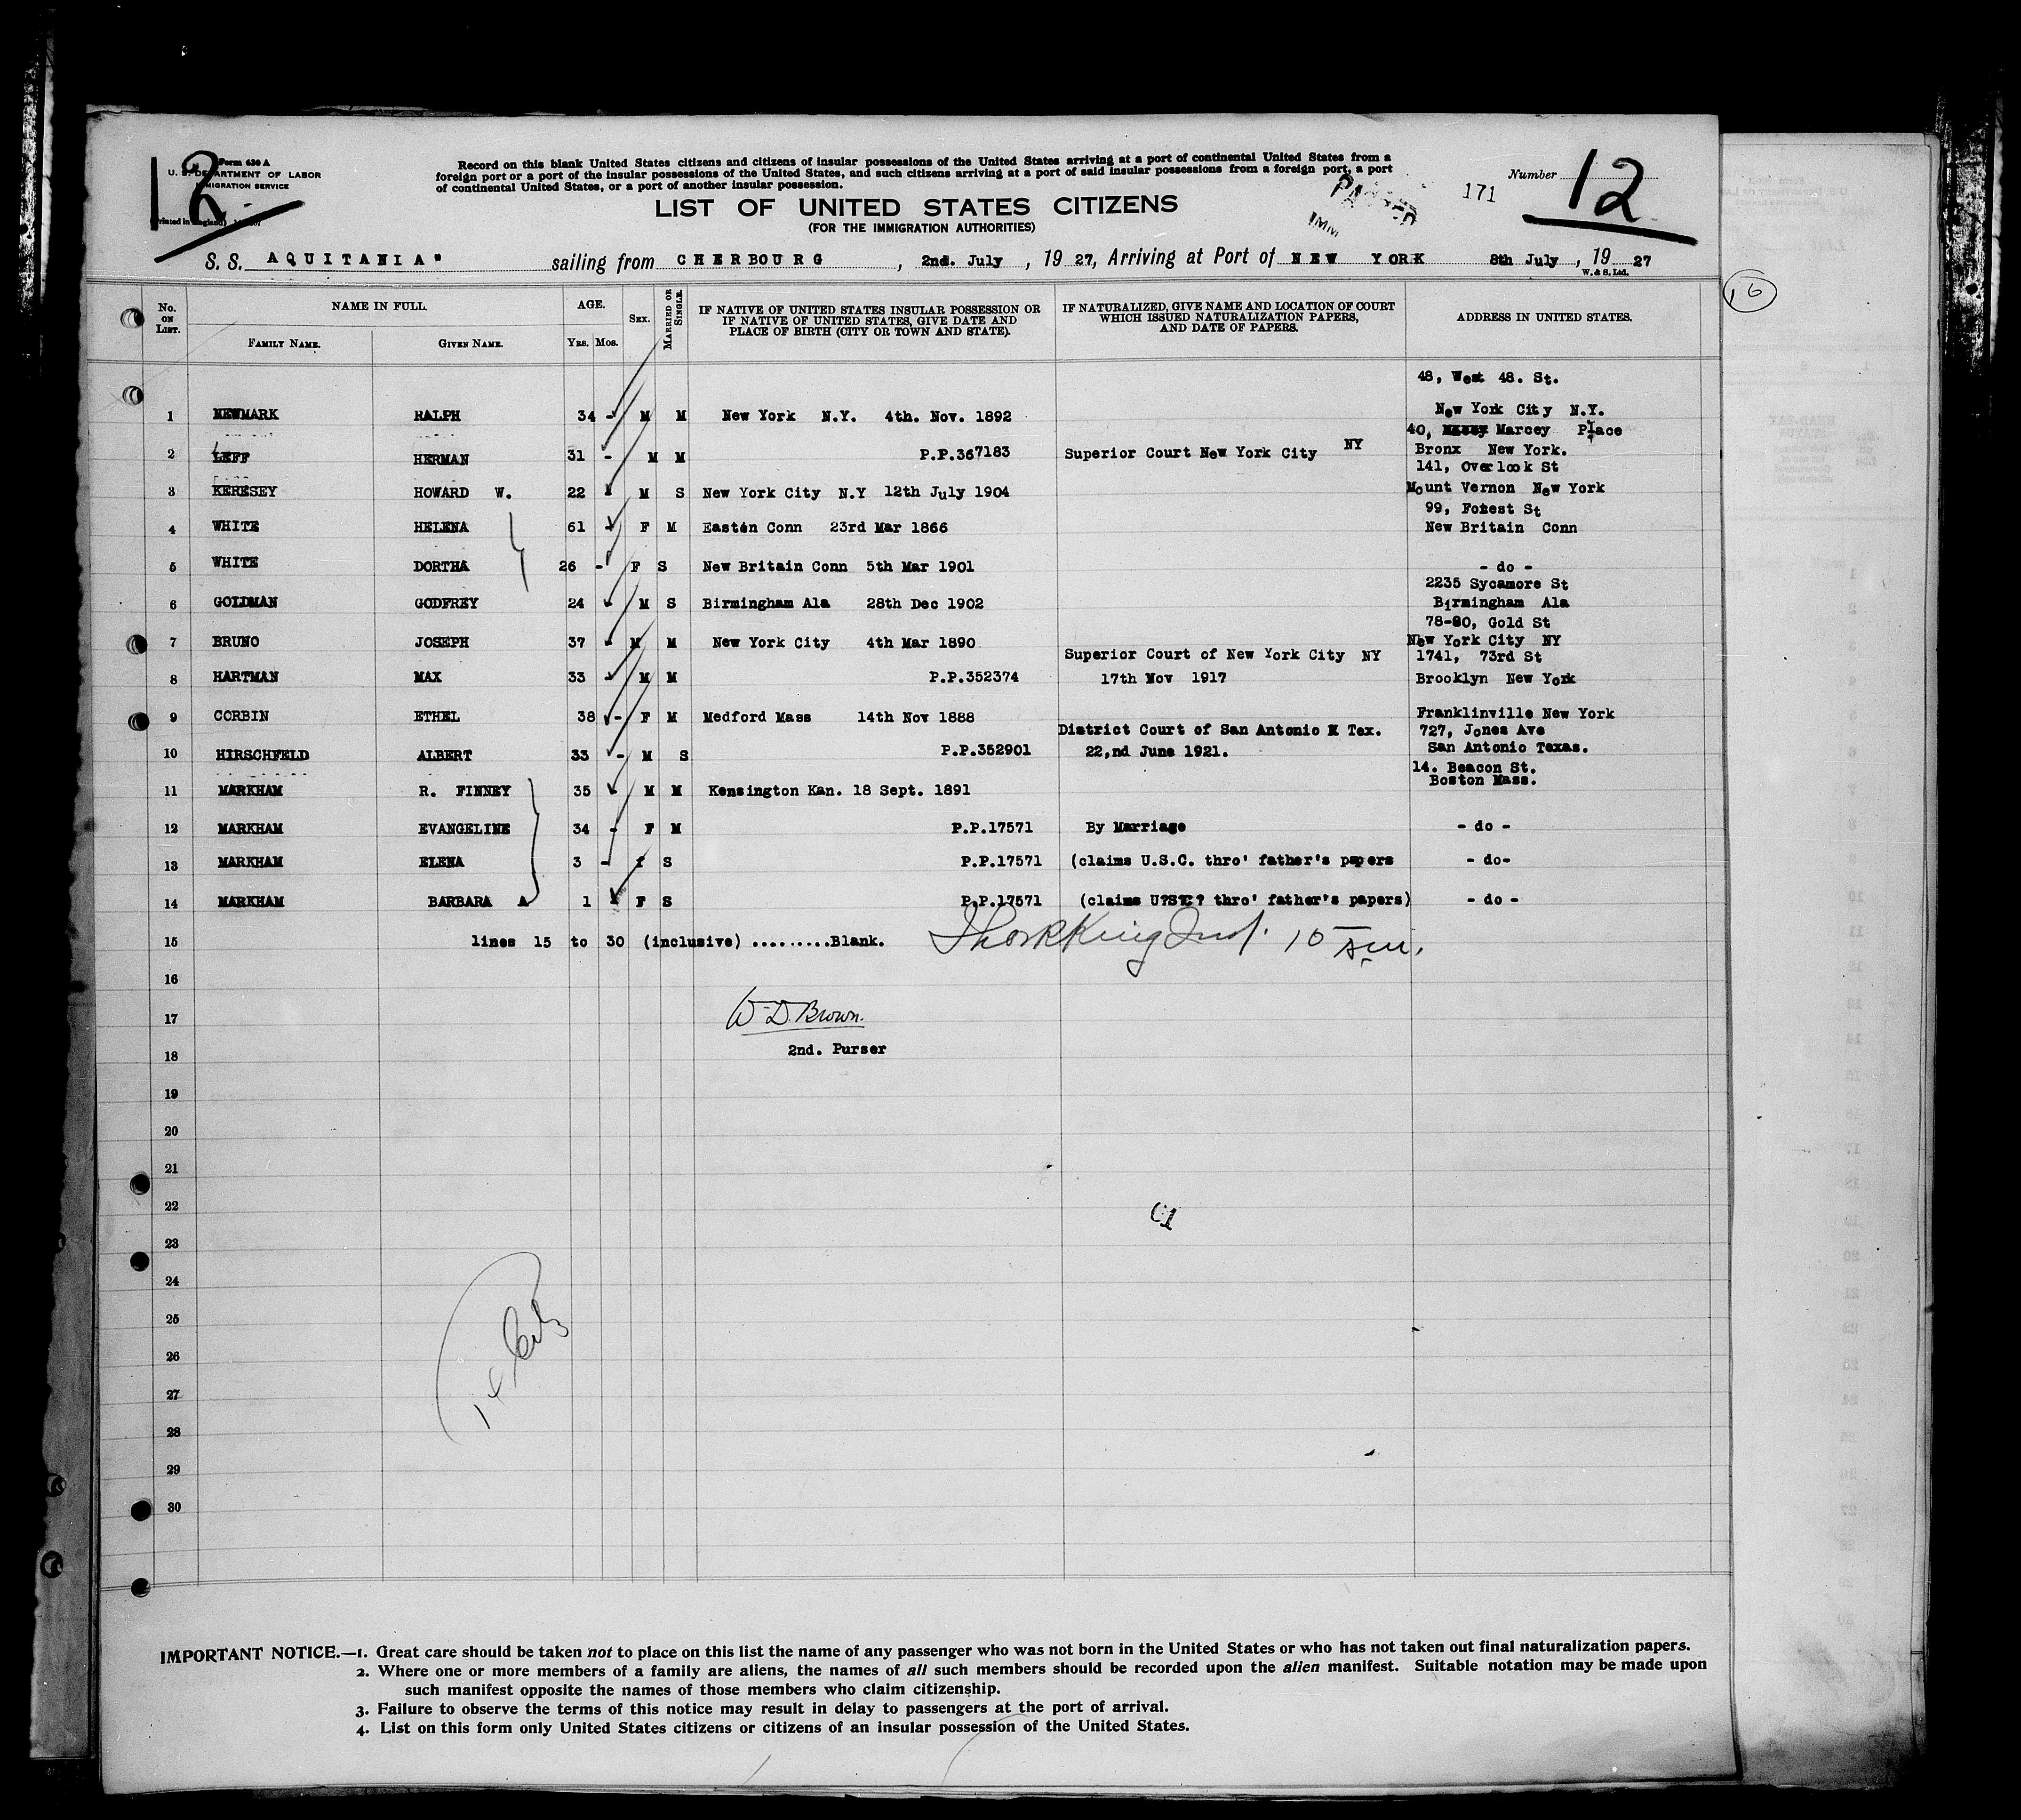 12
Form 630 A
U. S. DEPARTMENT OF LABOR
IMMIGRATION SERVICE
(Printed in England)
Record on this blank United States citizens and citizens of insular possessions of the United States arriving at a port of continental United States from a
foreign port or a port of the insular possessions of the United States, and such citizens arriving at a port of said insular possessions from a foreign port, a port
of continental United States, or a port of another insular possession.
Number 12
171
PASSED
IMM
LIST OF UNITED STATES CITIZENS
(FOR THE IMMIGRATION AUTHORITIES)
S. S. AQUITANIA" sailing from CHERBOURG, 2nd. July, 1927, Arriving at Port of NEW YORK 8th July, 1927
W. & S. Ltd.
No. ON LIST. NAME IN FULL. AGE. SEX. MARRIED OR SINGLE. IF NATIVE OF UNITED STATES INSULAR POSSESSION OR IF NATIVE OF UNITED STATES, GIVE DATE AND PLACE OF BIRTH (CITY OR TOWN AND STATE). IF NATURALIZED, GIVE NAME AND LOCATION OF COURT WHICH ISSUED NATURALIZATION PAPERS, AND DATE OF PAPERS. ADDRESS IN UNITED STATES.
FAMILY NAME. GIVEN NAME. YRS. MOS.
48, West 48. St.
1 NEWMARK RALPH 34 - M M New York N.Y. 4th. Nov. 1892 New York City N.Y.
40, Marcey Place
2 LEFF HERMAN 31 - M M P.P.367183 Superior Court New York City NY Bronx New York.
141, Overlook St
3 KERESEY HOWARD W. 22 - M S New York City N.Y 12th July 1904 Mount Vernon New York
99, Forest St
4 WHITE HELENA 61 - F M Easton Conn 23rd Mar 1866 New Britain Conn
5 WHITE DORTHA 26 - F S New Britain Conn 5th Mar 1901 - do -
2235 Sycamore St
6 GOLDMAN GODFREY 24 - M S Birmingham Ala 28th Dec 1902 Birmingham Ala
78-80, Gold St
7 BRUNO JOSEPH 37 - M M New York City 4th Mar 1890 New York City NY
Superior Court of New York City NY 1741, 73rd St
8 HARTMAN MAX 33 - M M P.P.352374 17th Nov 1917 Brooklyn New York
9 CORBIN ETHEL 38 - F M Medford Mass 14th Nov 1888 Franklinville New York
District Court of San Antonio X Tex. 727, Jones Ave
10 HIRSCHFELD ALBERT 33 - M S P.P.352901 22,nd June 1921. San Antonio Texas.
14. Beacon St.
Boston Mass.
11 MARKHAM R. FINNEY 35 - M M Kensington Kan. 18 Sept. 1891
12 MARKHAM EVANGELINE 34 - F M P.P.17571 By Marriage - do -
13 MARKHAM ELENA 3 - f S P.P.17571 (claims U.S.C. thro' father's papers - do-
14 MARKHAM BARBARA A 1 - F S P.P.17571 (claims U?S?C? thro' father's papers) - do -
15 lines 15 to 30 (inclusive) .........Blank. 10 am.
16
17 W. D. Brown.
18 2nd. Purser
19
20
21
22
23
24
25
26
27
28
29
30
IMPORTANT NOTICE.—1. Great care should be taken not to place on this list the name of any passenger who was not born in the United States or who has not taken out final naturalization papers.
2. Where one or more members of a family are aliens, the names of all such members should be recorded upon the alien manifest. Suitable notation may be made upon
such manifest opposite the names of those members who claim citizenship.
3. Failure to observe the terms of this notice may result in delay to passengers at the port of arrival.
4. List on this form only United States citizens or citizens of an insular possession of the United States.